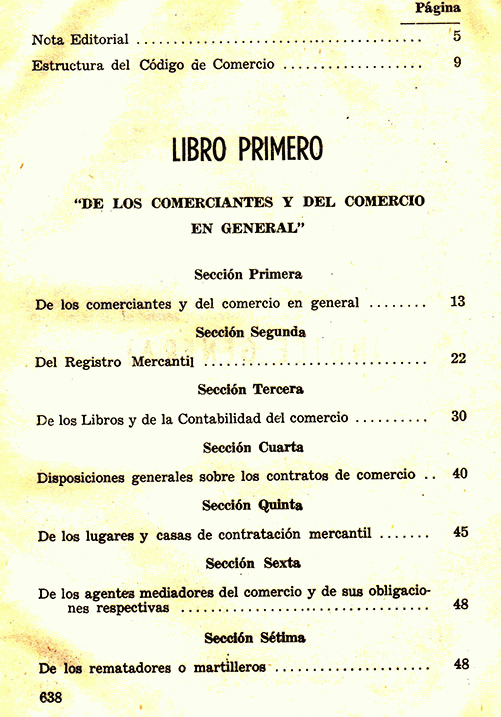 Página
Nota Editorial ........................................ 5
Estructura del Código de Comercio .................... 9
LIBRO PRIMERO
“DE LOS COMERCIANTES Y DEL COMERCIO
EN GENERAL”
Sección Primera
De los comerciantes y del comercio en general ........ 13
Sección Segunda
Del Registro Mercantil ............................... 22
Sección Tercera
De los Libros y de la Contabilidad del comercio .......... 30
Sección Cuarta
Disposiciones generales sobre los contratos de comercio .. 40
Sección Quinta
De los lugares y casas de contratación mercantil ....... 45
Sección Sexta
De los agentes mediadores del comercio y de sus obligacio-
nes respectivas .................................. 48
Sección Sétima
De los rematadores o martilleros ...................... 48
638